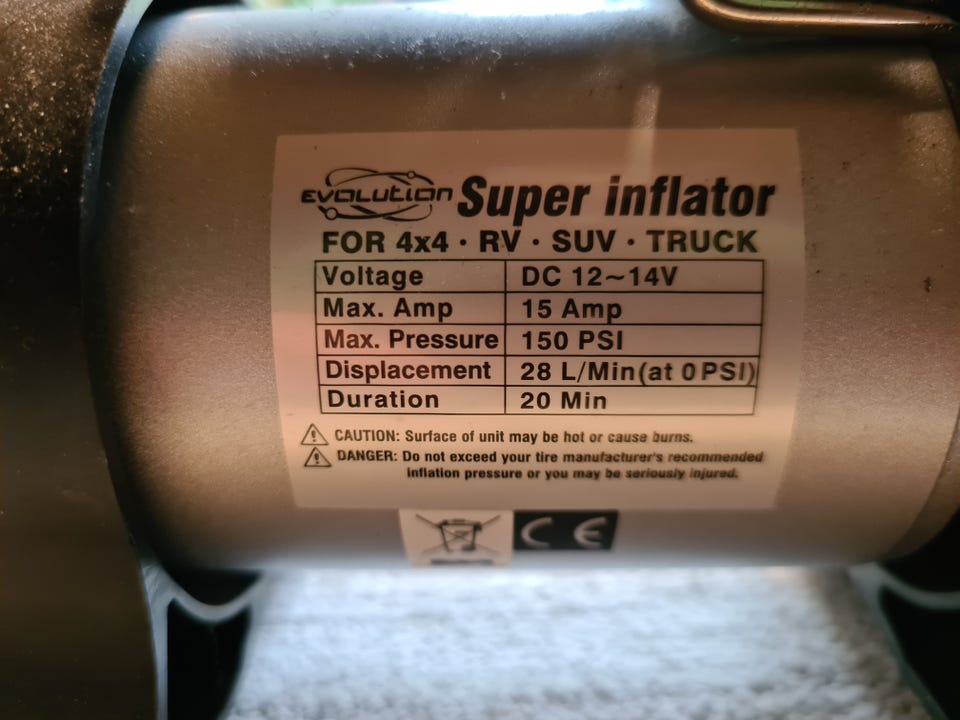 EVOLUTION Super inflator
FOR 4x4 · RV · SUV · TRUCK
Voltage DC 12~14V
Max. Amp 15 Amp
Max. Pressure 150 PSI
Displacement 28 L/Min(at 0 PSI)
Duration 20 Min
CAUTION: Surface of unit may be hot or cause burns.
DANGER: Do not exceed your tire manufacturer's recommended
inflation pressure or you may be seriously injured.
CE